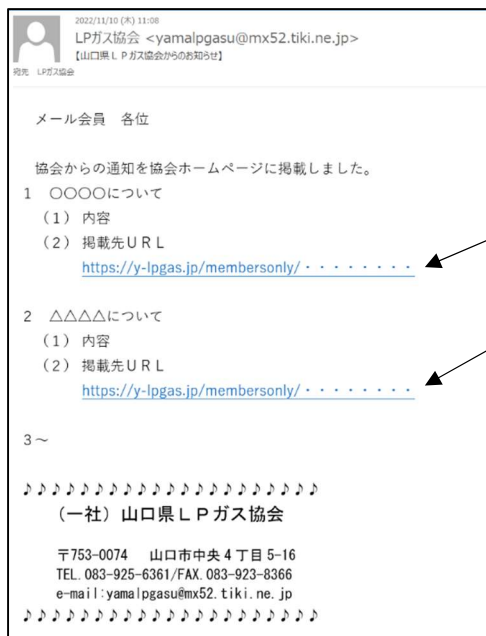 2022/11/10 (木) 11:08
LPガス協会 <yamalpgasu@mx52.tiki.ne.jp>
【山口県ＬＰガス協会からのお知らせ】
宛先 LPガス協会
メール会員　各位
協会からの通知を協会ホームページに掲載しました。
1　〇〇〇〇について
（1）内容
（2）掲載先ＵＲＬ
https://y-lpgas.jp/membersonly/・・・・・・・・
2　△△△△について
（1）内容
（2）掲載先ＵＲＬ
https://y-lpgas.jp/membersonly/・・・・・・・・
3～
♪♪♪♪♪♪♪♪♪♪♪♪♪♪♪♪♪♪♪♪♪
（一社）山口県ＬＰガス協会
〒753-0074　山口市中央４丁目5-16
TEL.083-925-6361/FAX.083-923-8366
e-mail:yamalpgasu@mx52.tiki.ne.jp
♪♪♪♪♪♪♪♪♪♪♪♪♪♪♪♪♪♪♪♪♪